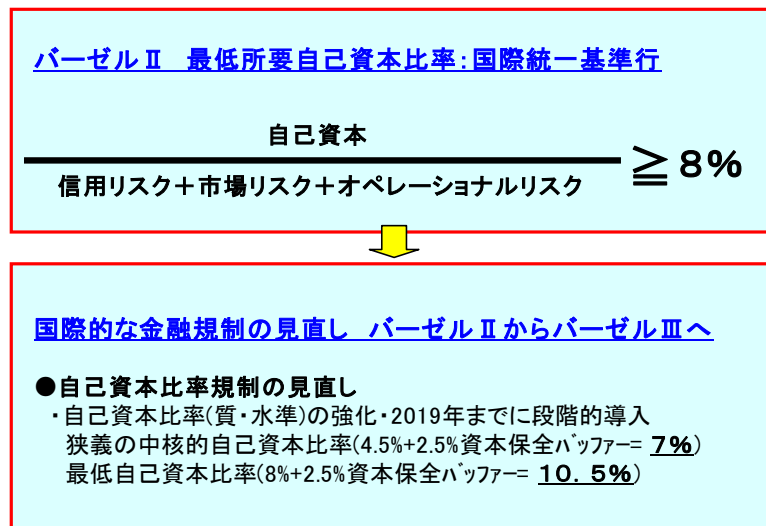 バーゼルⅡ　最低所要自己資本比率：国際統一基準行
自己資本
信用リスク＋市場リスク＋オペレーショナルリスク
≧８％
国際的な金融規制の見直し　バーゼルⅡからバーゼルⅢへ
●自己資本比率規制の見直し
・自己資本比率(質・水準)の強化・2019年までに段階的導入
狭義の中核的自己資本比率(4.5%+2.5%資本保全ﾊﾞｯﾌｧｰ= ７％)
最低自己資本比率(8%+2.5%資本保全ﾊﾞｯﾌｧｰ= １０．５％)